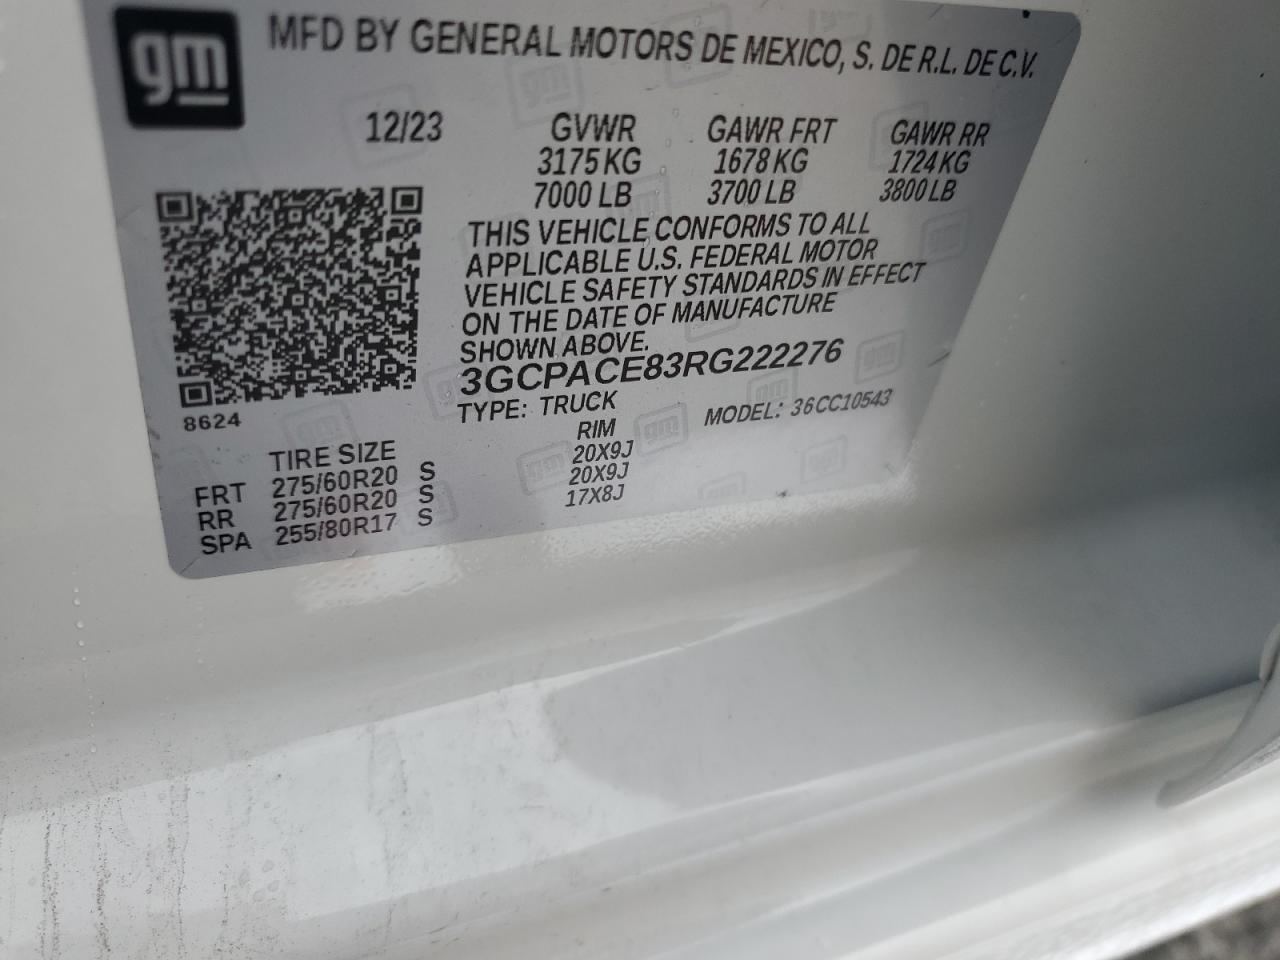 gm
MFD BY GENERAL MOTORS DE MEXICO, S. DE R.L. DE C.V.
12/23 GVWR GAWR FRT GAWR RR
3175 KG 1678 KG 1724 KG
7000 LB 3700 LB 3800 LB
THIS VEHICLE CONFORMS TO ALL
APPLICABLE U.S. FEDERAL MOTOR
VEHICLE SAFETY STANDARDS IN EFFECT
ON THE DATE OF MANUFACTURE
SHOWN ABOVE.
3GCPACE83RG222276
8624
TYPE: TRUCK MODEL: 36CC10543
TIRE SIZE RIM
FRT 275/60R20 S 20X9J
RR 275/60R20 S 20X9J
SPA 255/80R17 S 17X8J